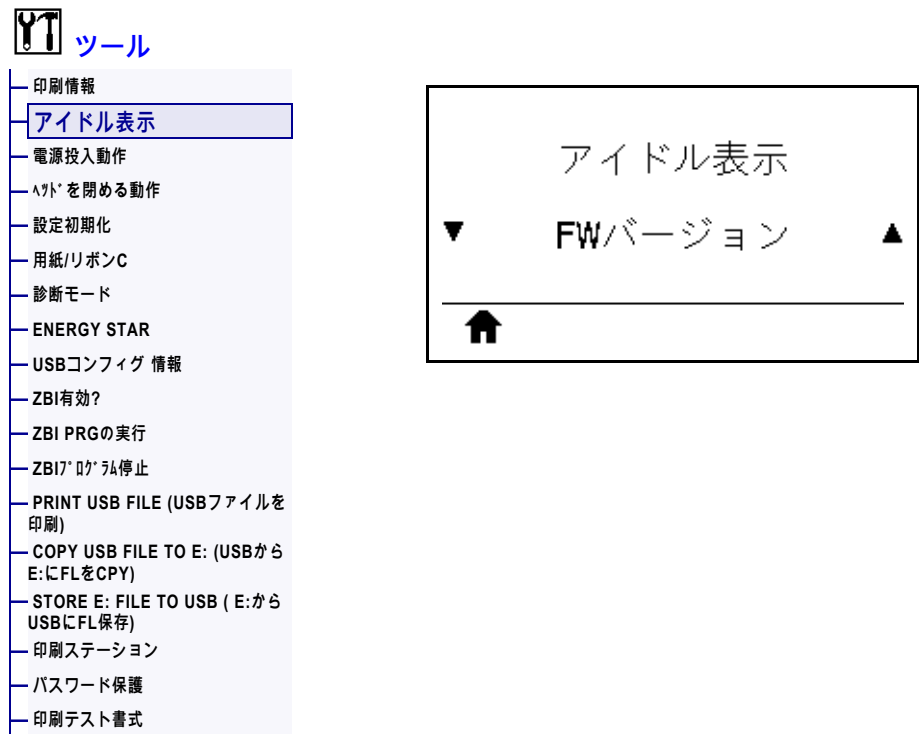 ツール
印刷情報
アイドル表示
電源投入動作
ﾍｯﾄﾞを閉める動作
設定初期化
用紙/リボンC
診断モード
ENERGY STAR
USBコンフィグ 情報
ZBI有効?
ZBI PRGの実行
ZBIﾌﾟﾛｸﾞﾗﾑ停止
PRINT USB FILE (USBファイルを
印刷)
COPY USB FILE TO E: (USBから
E:にFLをCPY)
STORE E: FILE TO USB ( E:から
USBにFL保存)
印刷ステーション
パスワード保護
印刷テスト書式
アイドル表示
▼ FWバージョン ▲